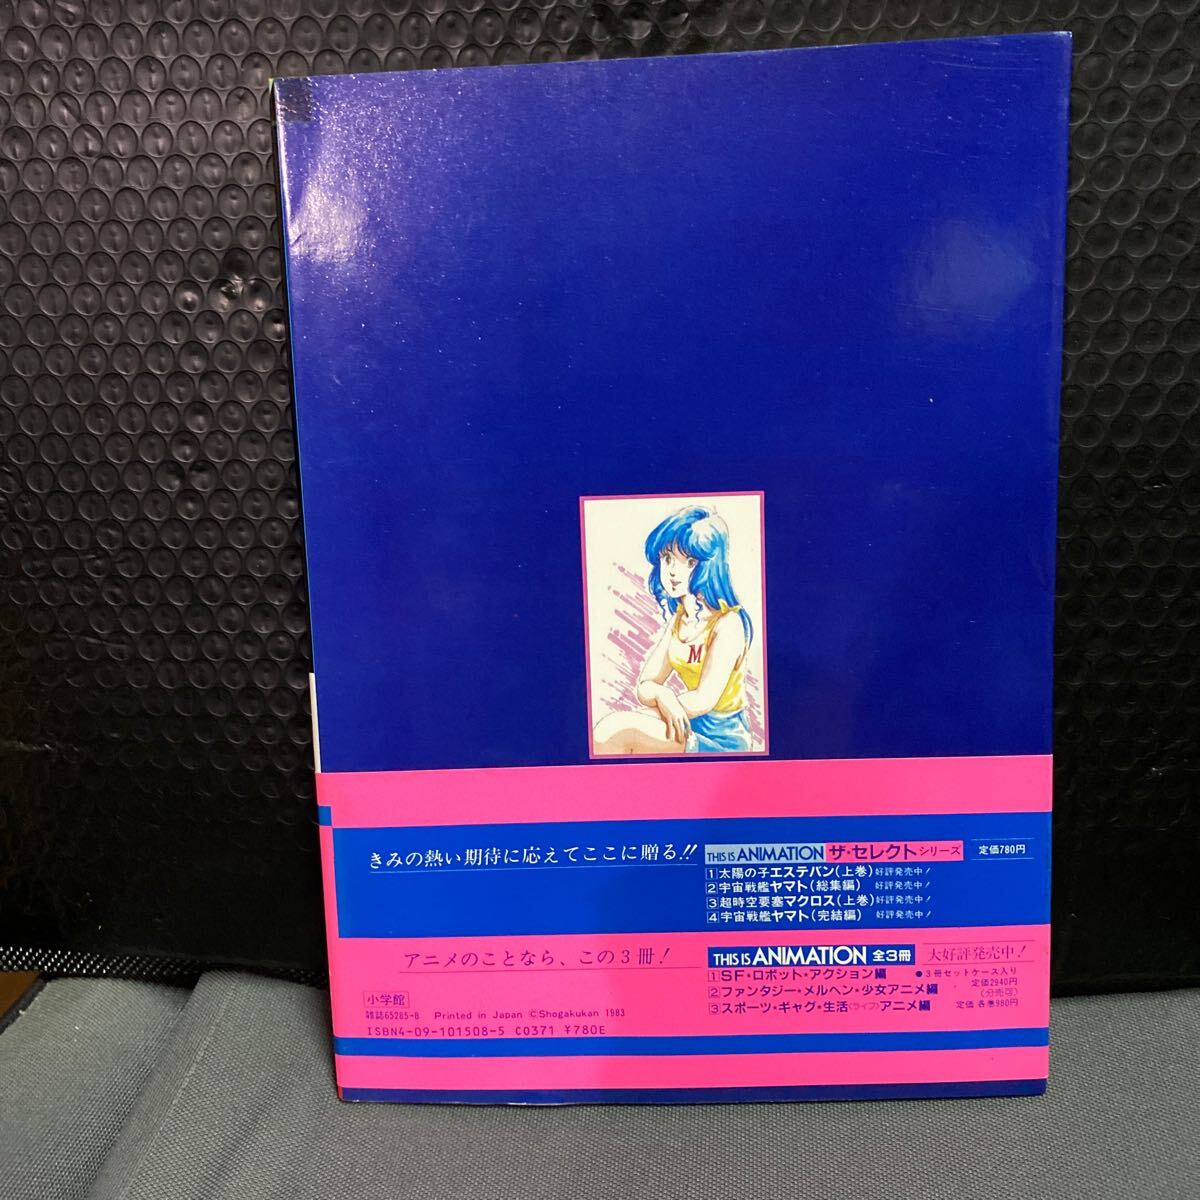 M
きみの熱い期待に応えてここに贈る!!
THIS IS ANIMATION ザ・セレクトシリーズ 定価780円
1 太陽の子エステバン(上巻) 好評発売中!
2 宇宙戦艦ヤマト(総集編) 好評発売中!
3 超時空要塞マクロス(上巻) 好評発売中!
4 宇宙戦艦ヤマト(完結編) 好評発売中!
アニメのことなら、この3冊!
THIS IS ANIMATION 全3冊 大好評発売中!
1 SF・ロボット・アクション編 ●3冊セットケース入り
定価2940円
2 ファンタジー・メルヘン・少女アニメ編 (分売可)
3 スポーツ・ギャグ・生活〈ライフ〉アニメ編 定価 各巻980円
小学館
雑誌65285-8 Printed in Japan ©Shogakukan 1983
ISBN4-09-101508-5 C0371 ¥780E